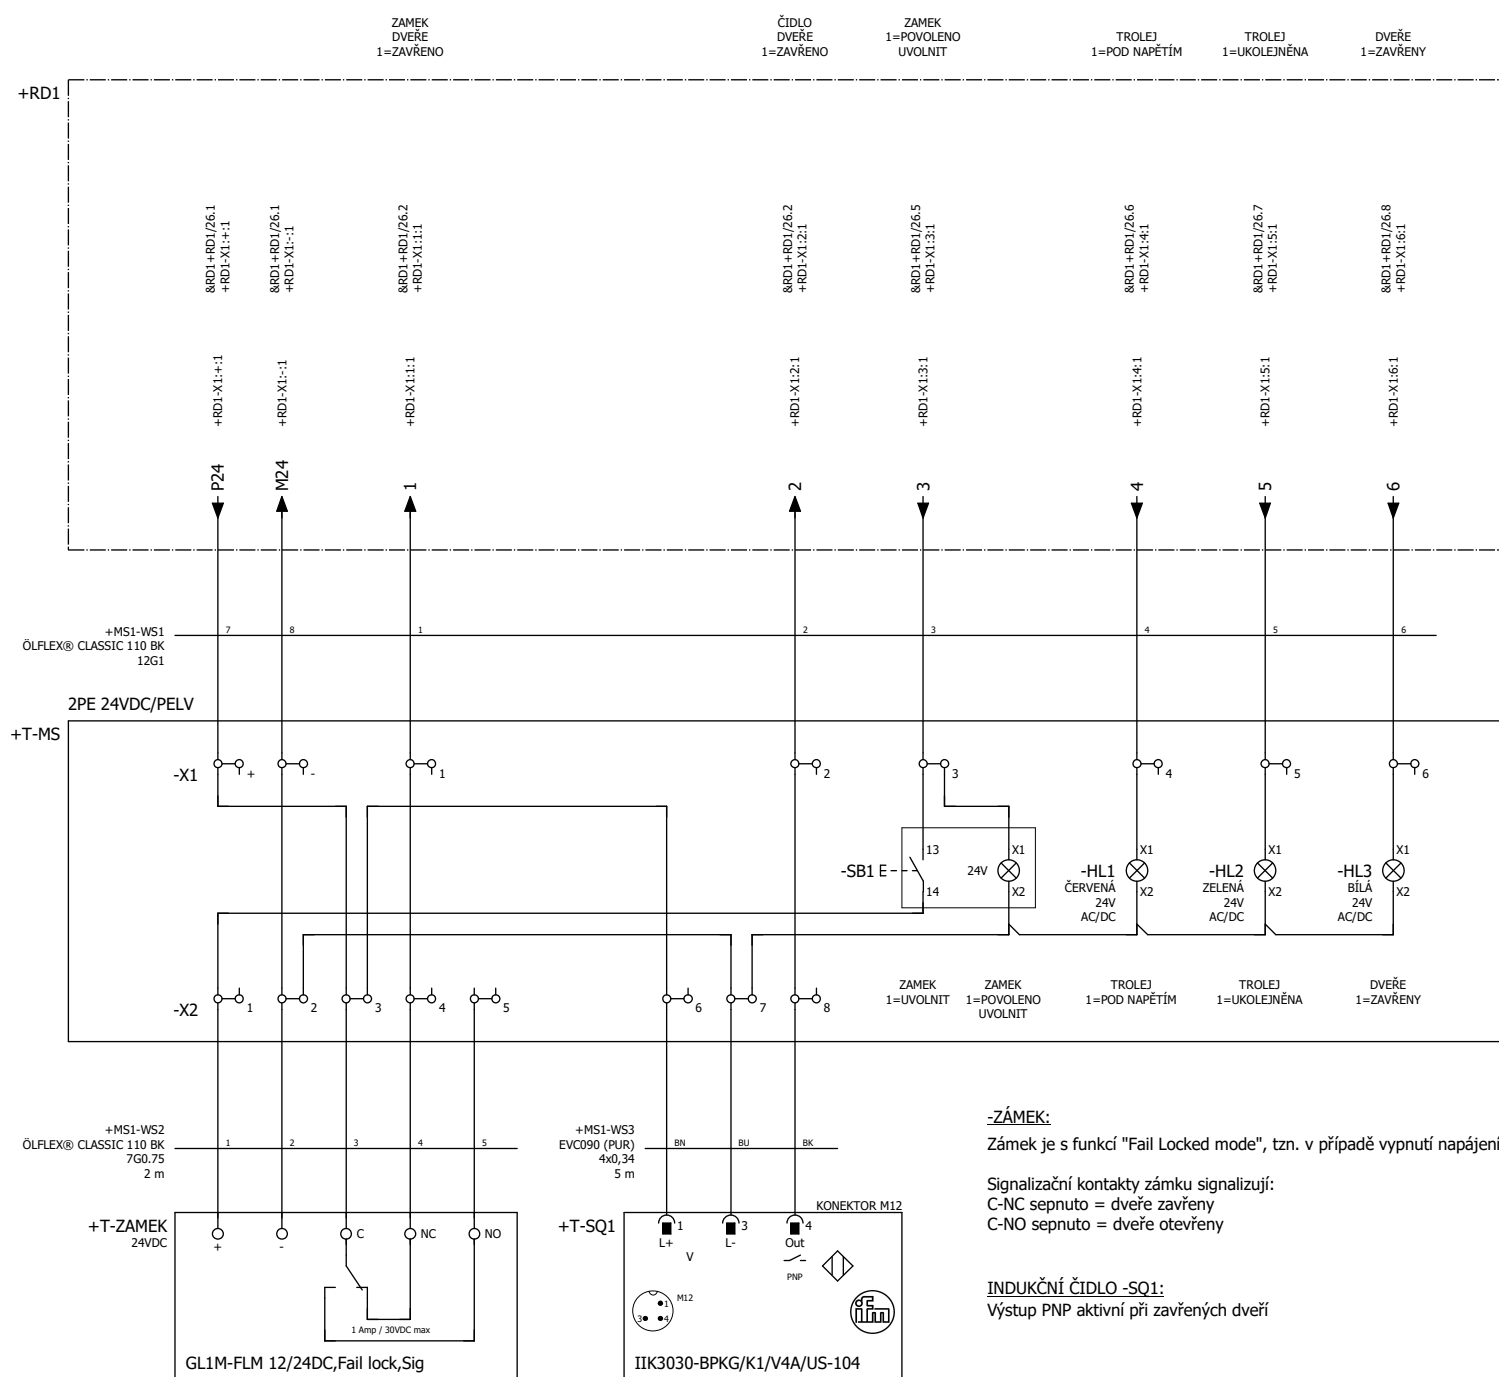 ZAMEK
DVEŘE
1=ZAVŘENO
ČIDLO
DVEŘE
1=ZAVŘENO
ZAMEK
1=POVOLENO
UVOLNIT
TROLEJ
1=POD NAPĚTÍM
TROLEJ
1=UKOLEJNĚNA
DVEŘE
1=ZAVŘENY
+RD1
&RD1+RD1/26.1
+RD1-X1:+:1
&RD1+RD1/26.1
+RD1-X1:-:1
&RD1+RD1/26.2
+RD1-X1:1:1
&RD1+RD1/26.2
+RD1-X1:2:1
&RD1+RD1/26.5
+RD1-X1:3:1
&RD1+RD1/26.6
+RD1-X1:4:1
&RD1+RD1/26.7
+RD1-X1:5:1
&RD1+RD1/26.8
+RD1-X1:6:1
+RD1-X1:+:1
+RD1-X1:-:1
+RD1-X1:1:1
+RD1-X1:2:1
+RD1-X1:3:1
+RD1-X1:4:1
+RD1-X1:5:1
+RD1-X1:6:1
P24
M24
1
2
3
4
5
6
+MS1-WS1
ÖLFLEX® CLASSIC 110 BK
12G1
7
8
1
2
3
4
5
6
2PE 24VDC/PELV
+T-MS
-X1
+
-
1
2
3
4
5
6
-SB1
E
13
14
24V
X1
X2
-HL1
ČERVENÁ
24V
AC/DC
X1
X2
-HL2
ZELENÁ
24V
AC/DC
X1
X2
-HL3
BÍLÁ
24V
AC/DC
X1
X2
-X2
1
2
3
4
5
6
7
8
ZAMEK
1=UVOLNIT
ZAMEK
1=POVOLENO
UVOLNIT
TROLEJ
1=POD NAPĚTÍM
TROLEJ
1=UKOLEJNĚNA
DVEŘE
1=ZAVŘENY
+MS1-WS2
ÖLFLEX® CLASSIC 110 BK
7G0.75
2 m
1
2
3
4
5
+MS1-WS3
EVC090 (PUR)
4x0,34
5 m
BN
BU
BK
-ZÁMEK:
Zámek je s funkcí "Fail Locked mode", tzn. v případě vypnutí napájení
Signalizační kontakty zámku signalizují:
C-NC sepnuto = dveře zavřeny
C-NO sepnuto = dveře otevřeny
INDUKČNÍ ČIDLO -SQ1:
Výstup PNP aktivní při zavřených dveří
+T-ZAMEK
24VDC
+
-
C
NC
NO
1 Amp / 30VDC max
GL1M-FLM 12/24DC,Fail lock,Sig
+T-SQ1
KONEKTOR M12
1
L+
3
L-
4
Out
V
PNP
M12
1
3
4
ifm
IIK3030-BPKG/K1/V4A/US-104